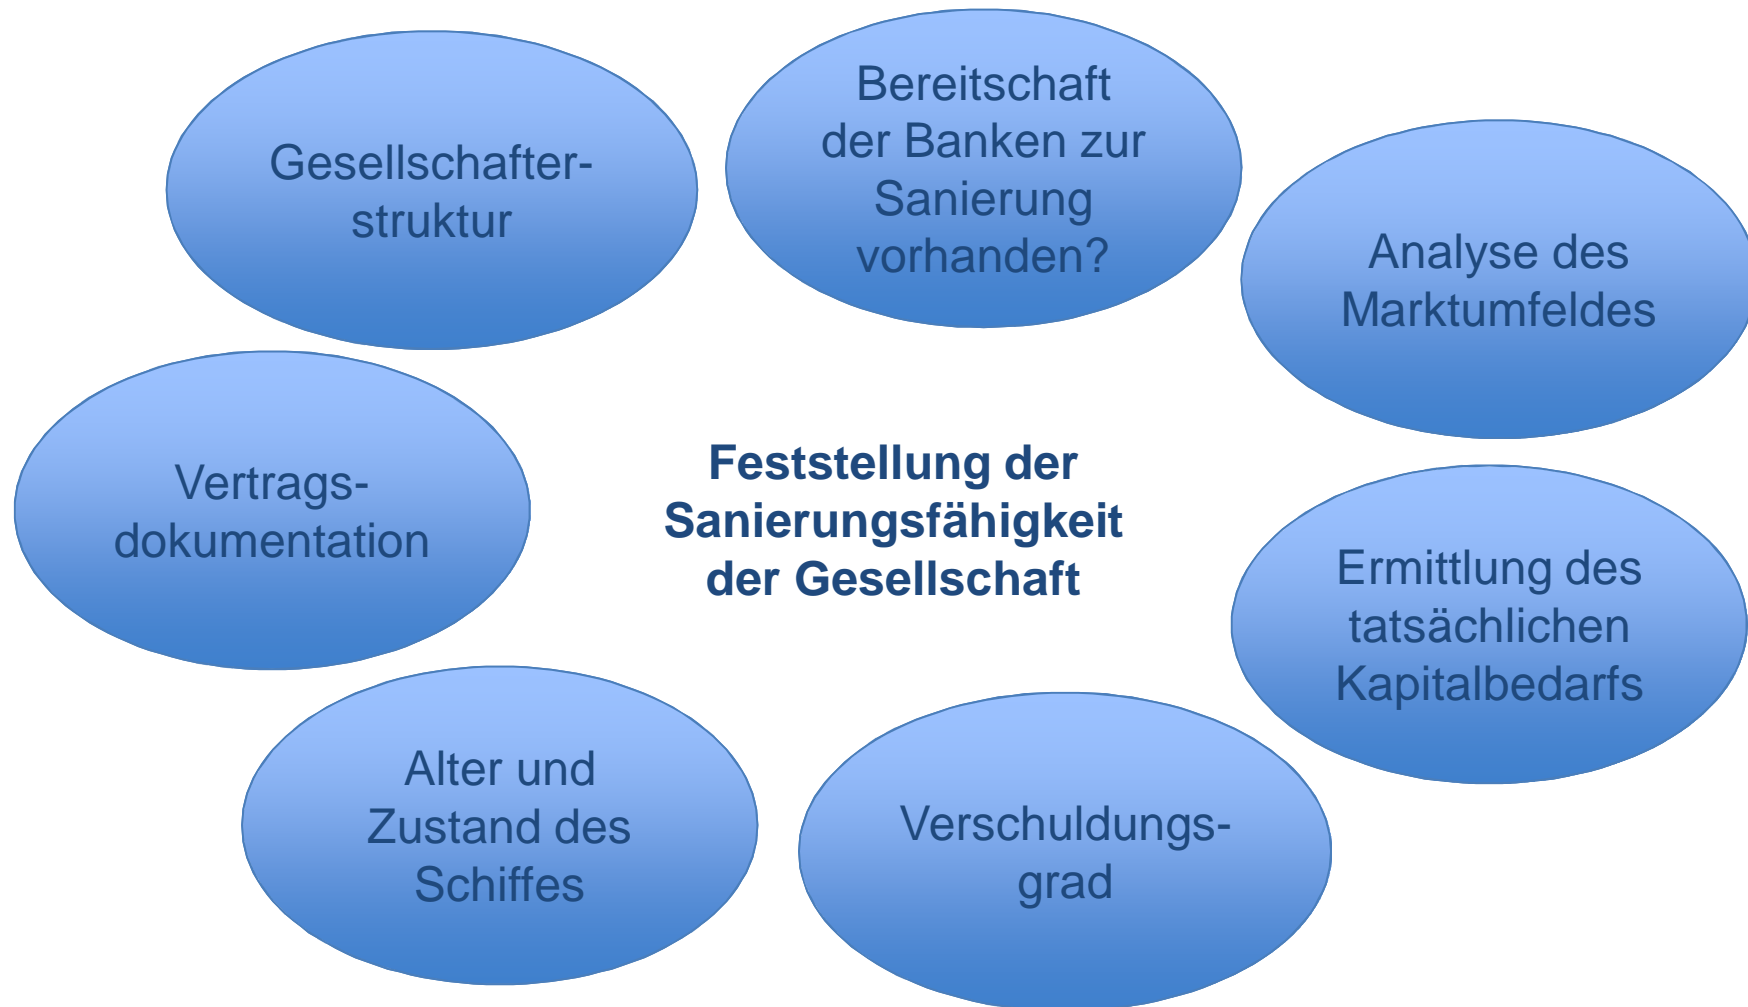 Gesellschafter-
struktur
Bereitschaft
der Banken zur
Sanierung
vorhanden?
Analyse des
Marktumfeldes
Vertrags-
dokumentation
Feststellung der
Sanierungsfähigkeit
der Gesellschaft
Ermittlung des
tatsächlichen
Kapitalbedarfs
Alter und
Zustand des
Schiffes
Verschuldungs-
grad